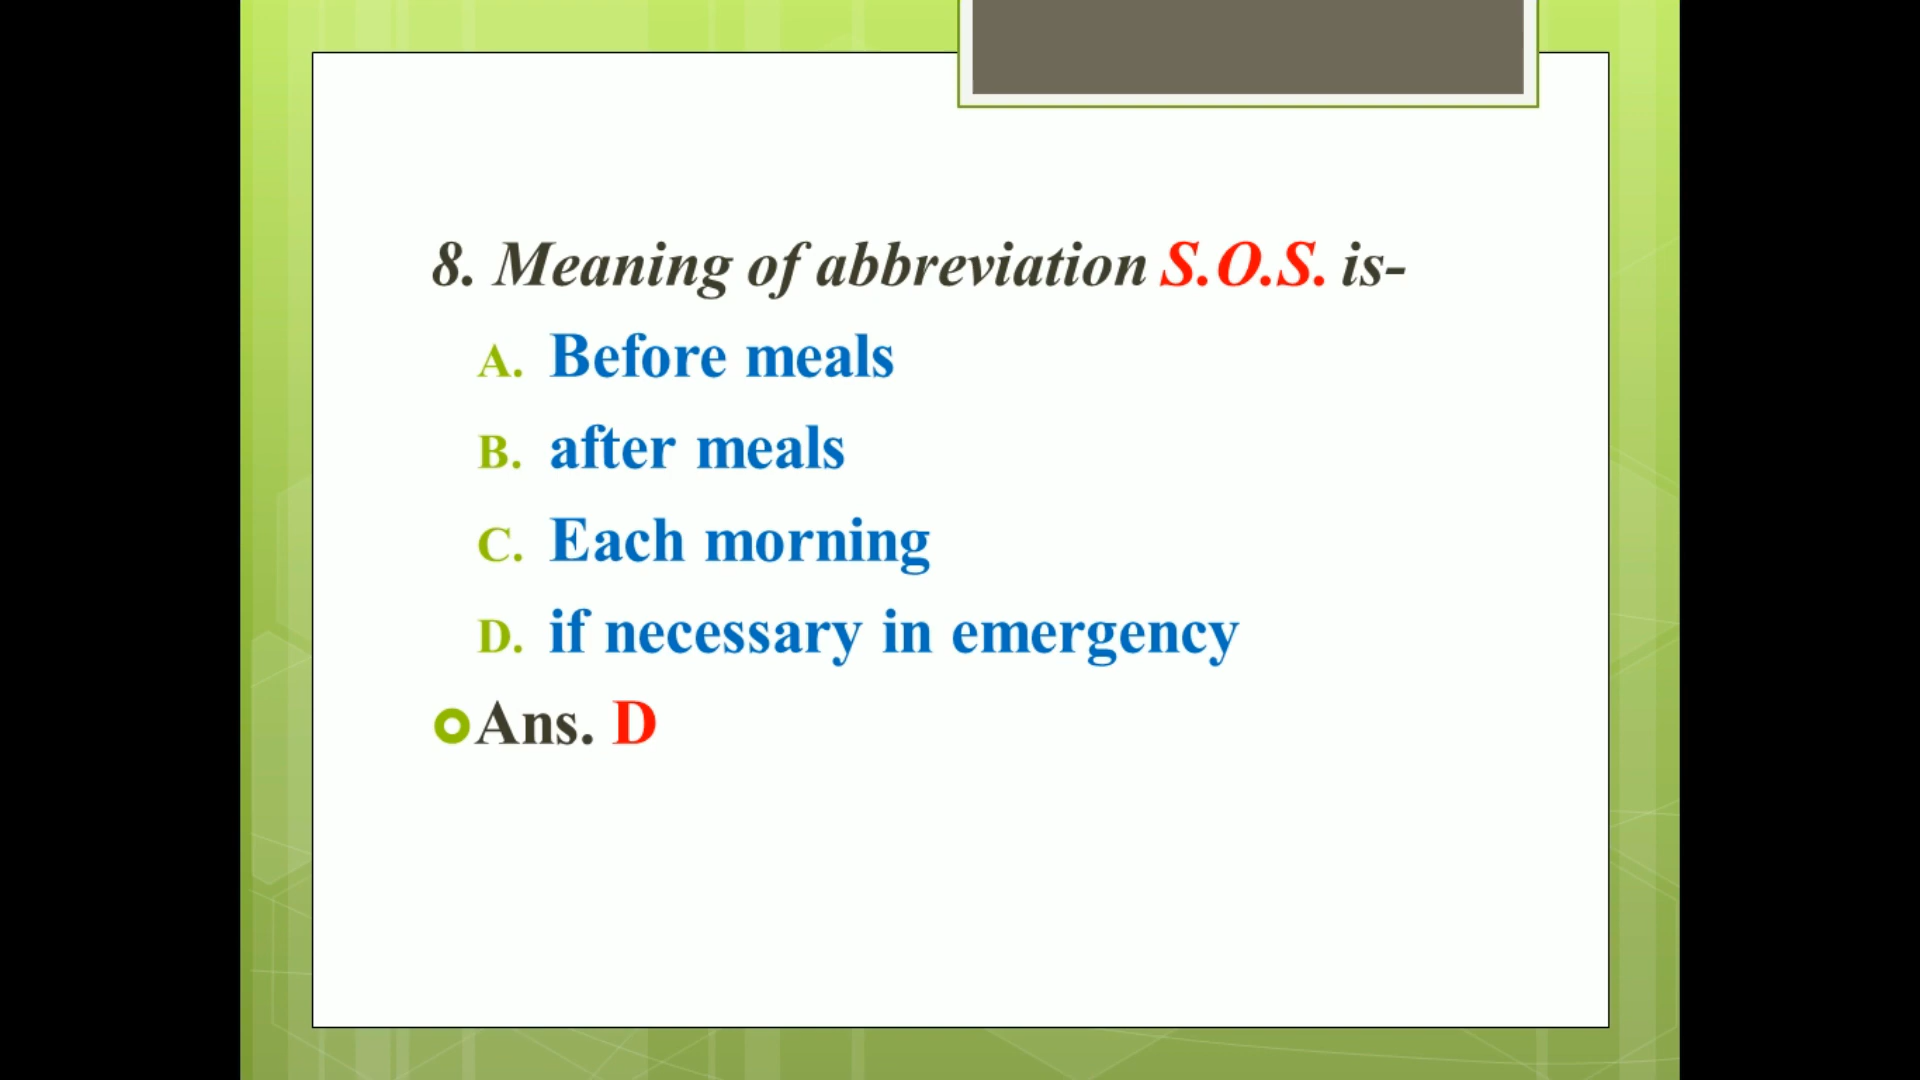 8. Meaning of abbreviation S.O.S. is-
A. Before meals
B. after meals
C. Each morning
D. if necessary in emergency
Ans. D